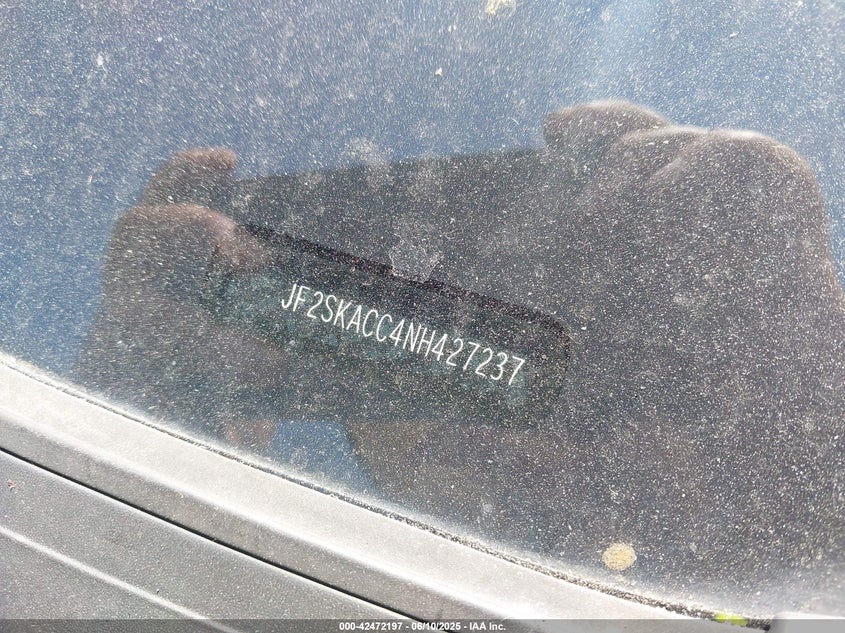 JF2SKACC4NH427237
000-42472197 - 06/10/2025 - IAA Inc.